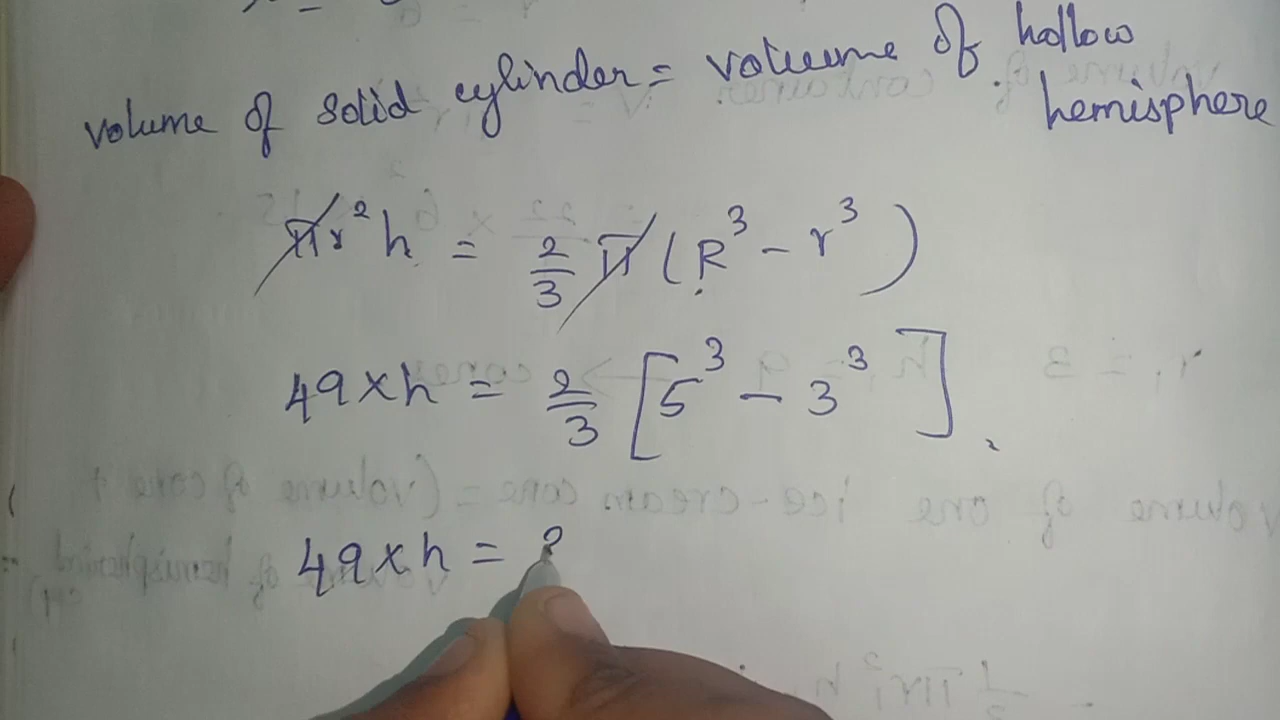 volume of solid cylinder = volume of hollow hemisphere
πr²h = 2/3 π (R³ - r³)
49 x h = 2/3 [5³ - 3³]
49 x h = 2